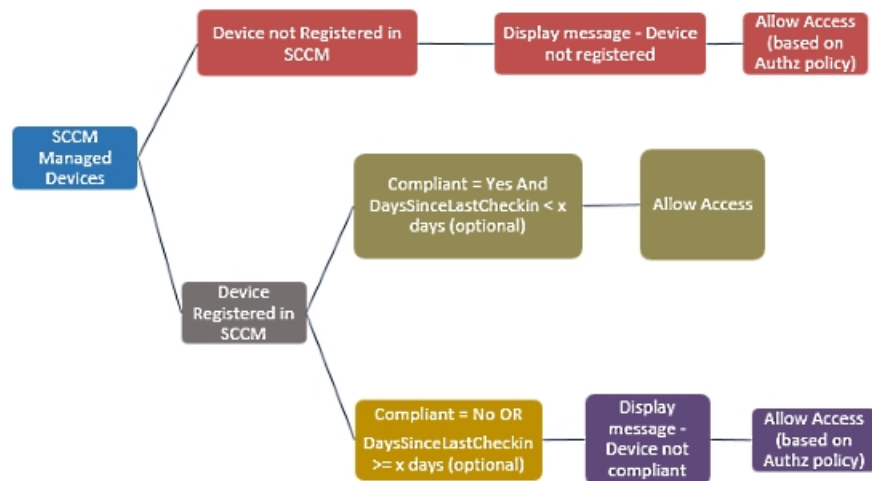 Device not Registered in
SCCM
Display message - Device
not registered
Allow Access
(based on
Authz policy)
SCCM
Managed
Devices
Compliant = Yes And
DaysSinceLastCheckin < x
days (optional)
Allow Access
Device
Registered in
SCCM
Compliant = No OR
DaysSinceLastCheckin
>= x days (optional)
Display
message -
Device not
compliant
Allow Access
(based on
Authz policy)